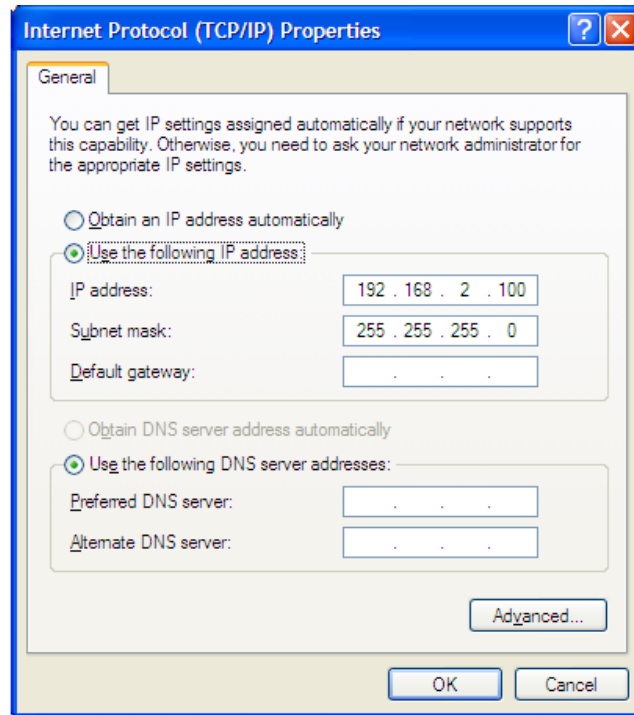 Internet Protocol (TCP/IP) Properties
General
You can get IP settings assigned automatically if your network supports
this capability. Otherwise, you need to ask your network administrator for
the appropriate IP settings.
Obtain an IP address automatically
Use the following IP address:
IP address: 192 . 168 . 2 . 100
Subnet mask: 255 . 255 . 255 . 0
Default gateway: . . .
Obtain DNS server address automatically
Use the following DNS server addresses:
Preferred DNS server: . . .
Alternate DNS server: . . .
Advanced...
OK Cancel